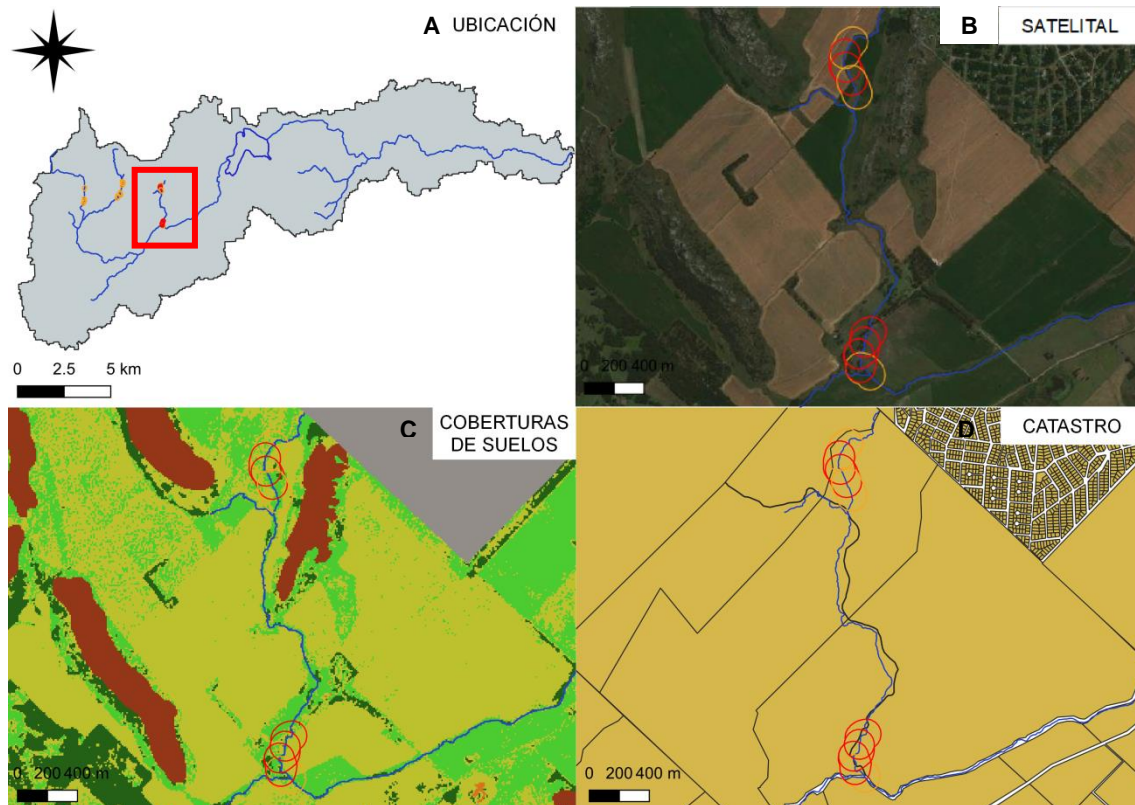 A UBICACIÓN
0 2.5 5 km
B SATELITAL
0 200 400 m
C COBERTURAS
DE SUELOS
0 200 400 m
D CATASTRO
0 200 400 m